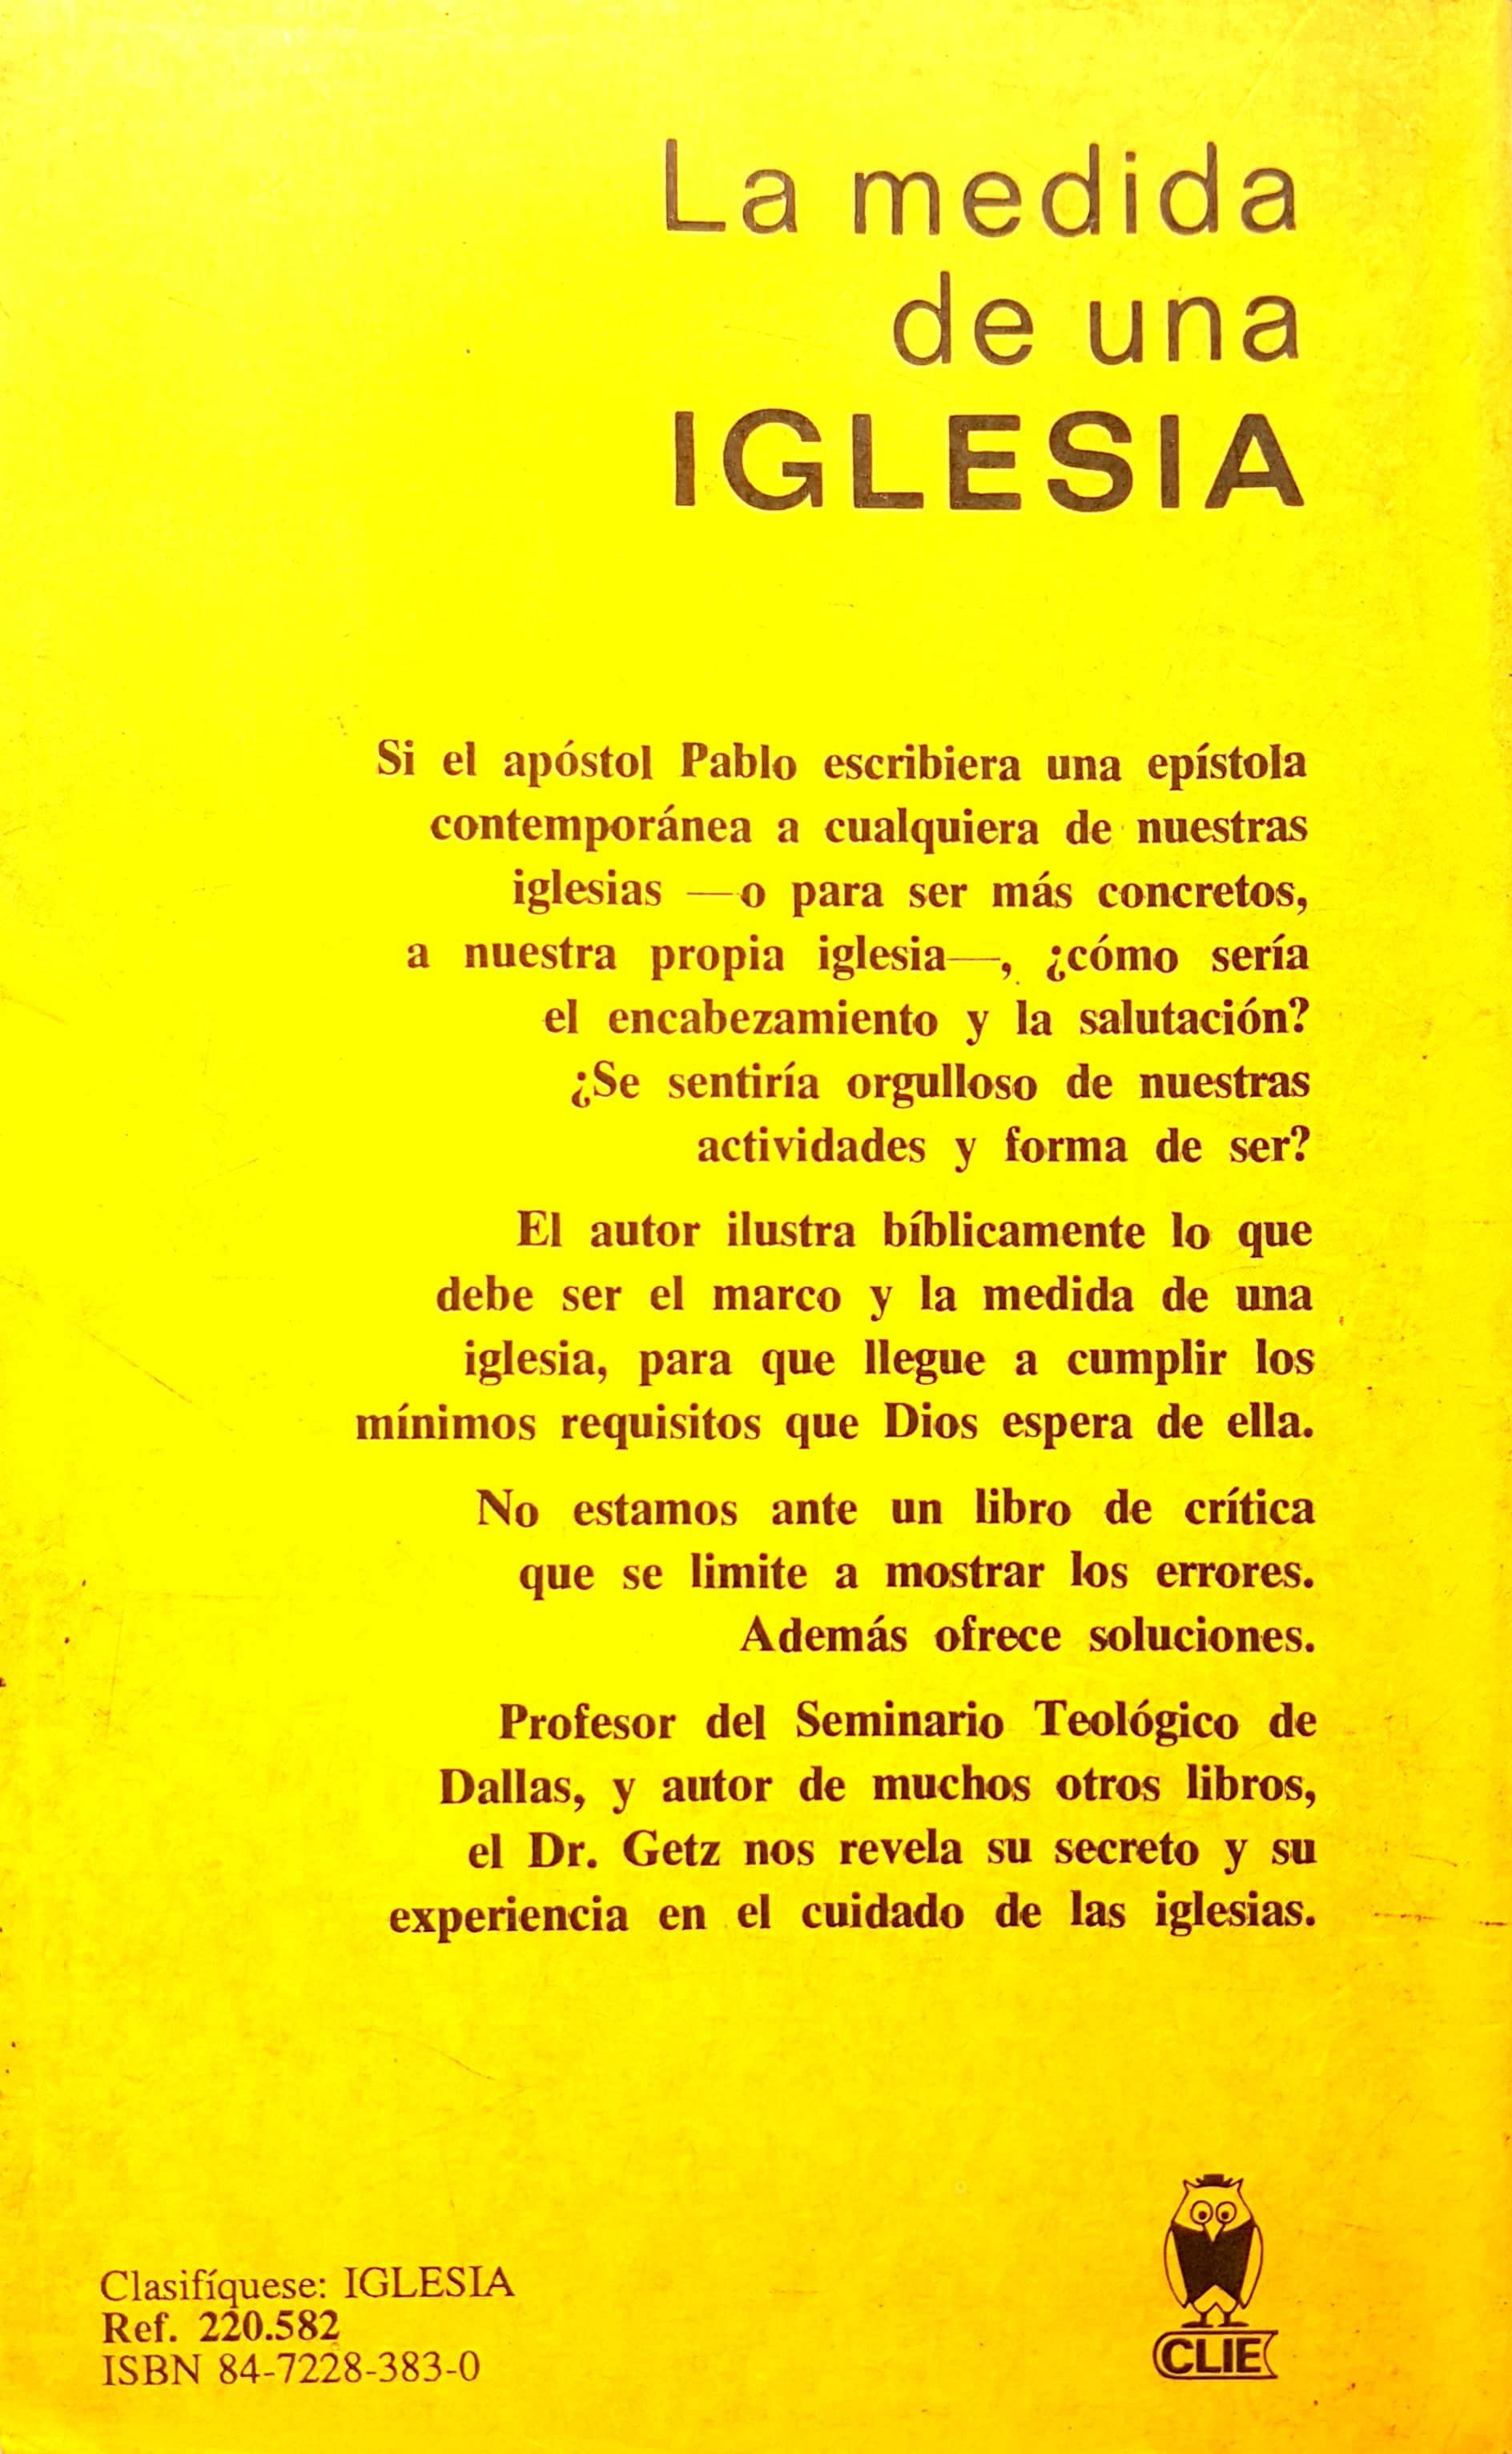 La medida
de una
IGLESIA
Si el apóstol Pablo escribiera una epístola
contemporánea a cualquiera de nuestras
iglesias —o para ser más concretos,
a nuestra propia iglesia—, ¿cómo sería
el encabezamiento y la salutación?
¿Se sentiría orgulloso de nuestras
actividades y forma de ser?
El autor ilustra bíblicamente lo que
debe ser el marco y la medida de una
iglesia, para que llegue a cumplir los
mínimos requisitos que Dios espera de ella.
No estamos ante un libro de crítica
que se limite a mostrar los errores.
Además ofrece soluciones.
Profesor del Seminario Teológico de
Dallas, y autor de muchos otros libros,
el Dr. Getz nos revela su secreto y su
experiencia en el cuidado de las iglesias.
Clasifíquese: IGLESIA
Ref. 220.582
ISBN 84-7228-383-0
CLIE